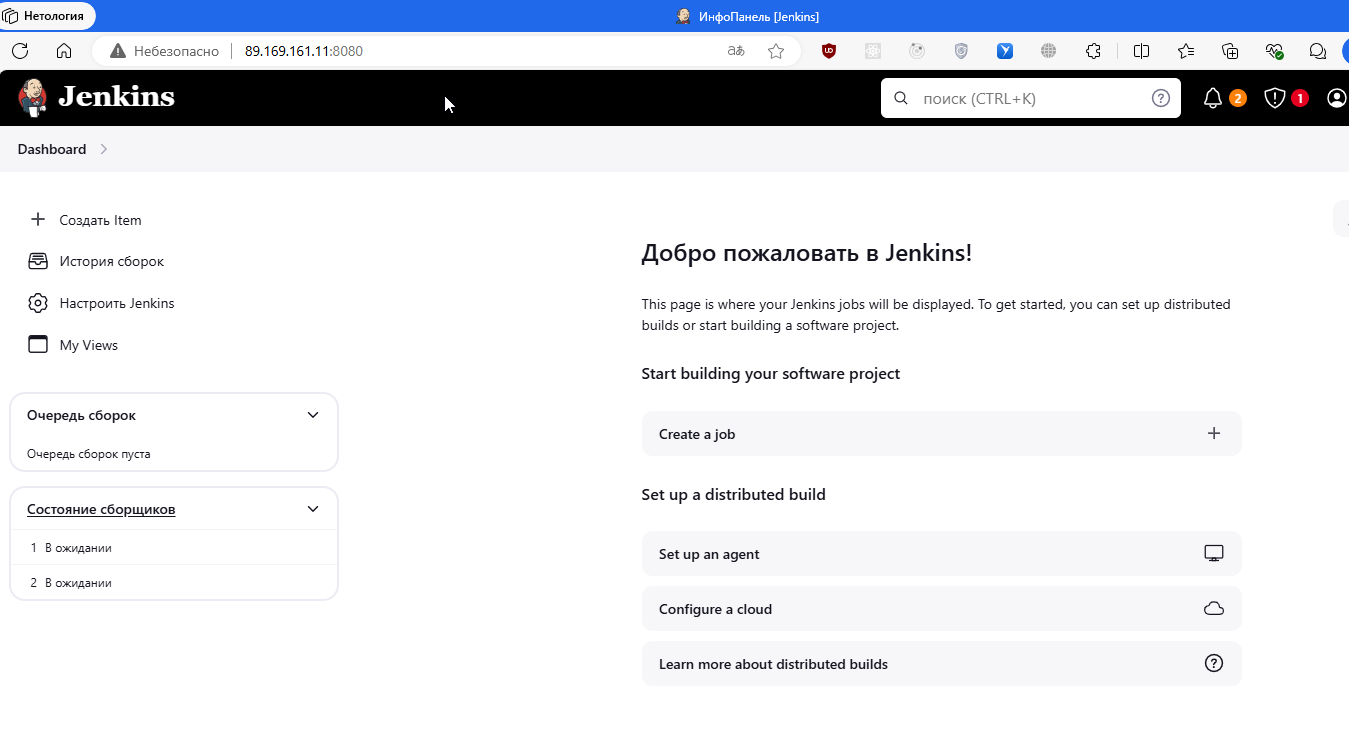 Нетология
ИнфоПанель [Jenkins]
Небезопасно
89.169.161.11:8080
Jenkins
поиск (CTRL+K)
2
1
Dashboard
Создать Item
История сборок
Настроить Jenkins
My Views
Очередь сборок
Очередь сборок пуста
Состояние сборщиков
1 В ожидании
2 В ожидании
Добро пожаловать в Jenkins!
This page is where your Jenkins jobs will be displayed. To get started, you can set up distributed
builds or start building a software project.
Start building your software project
Create a job
Set up a distributed build
Set up an agent
Configure a cloud
Learn more about distributed builds